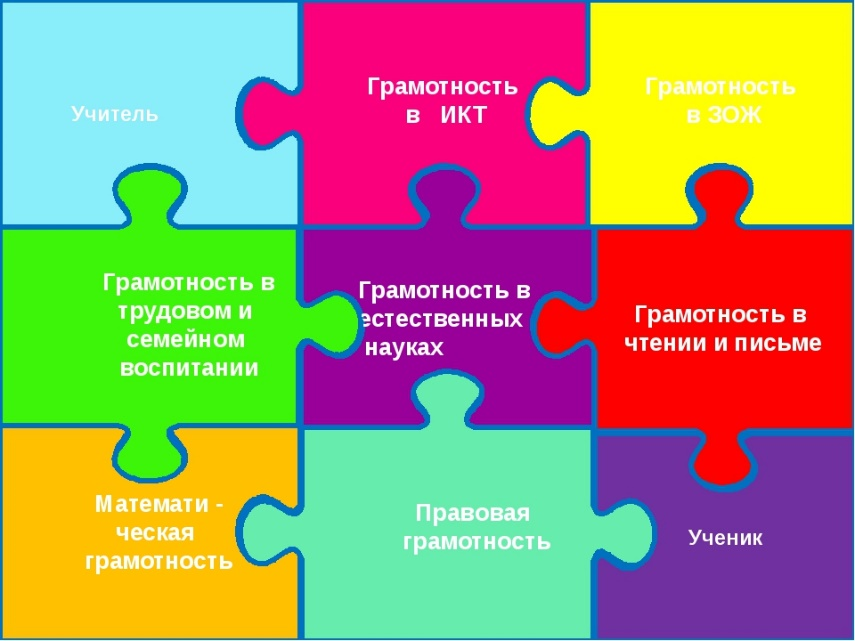 Учитель
Грамотность
в ИКТ
Грамотность
в ЗОЖ
Грамотность в
трудовом и
семейном
воспитании
Грамотность в
естественных
науках
Грамотность в
чтении и письме
Математи -
ческая
грамотность
Правовая
грамотность
Ученик